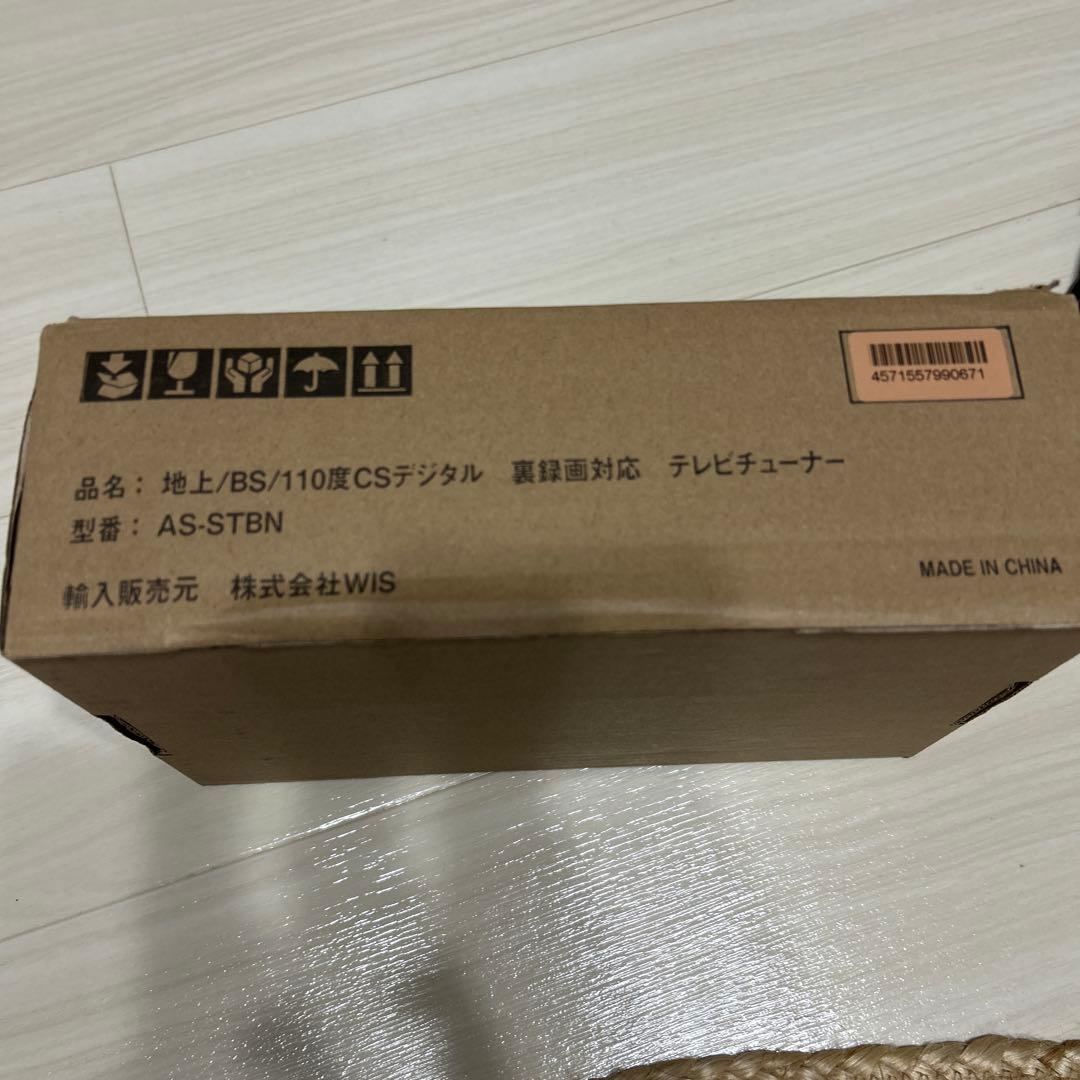 4571557990671
品名： 地上/BS/110度CSデジタル 裏録画対応 テレビチューナー
型番： AS-STBN
輸入販売元 株式会社WIS
MADE IN CHINA